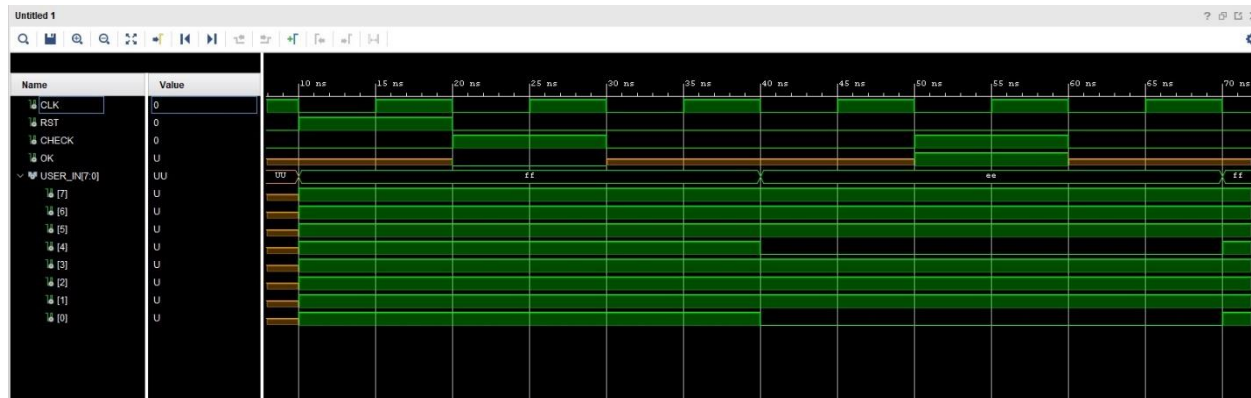 Untitled 1
Name Value
10 ns 15 ns 20 ns 25 ns 30 ns 35 ns 40 ns 45 ns 50 ns 55 ns 60 ns 65 ns 70 ns
CLK 0
RST 0
CHECK 0
OK U
USER_IN[7:0] UU UU ff ee ff
[7] U
[6] U
[5] U
[4] U
[3] U
[2] U
[1] U
[0] U